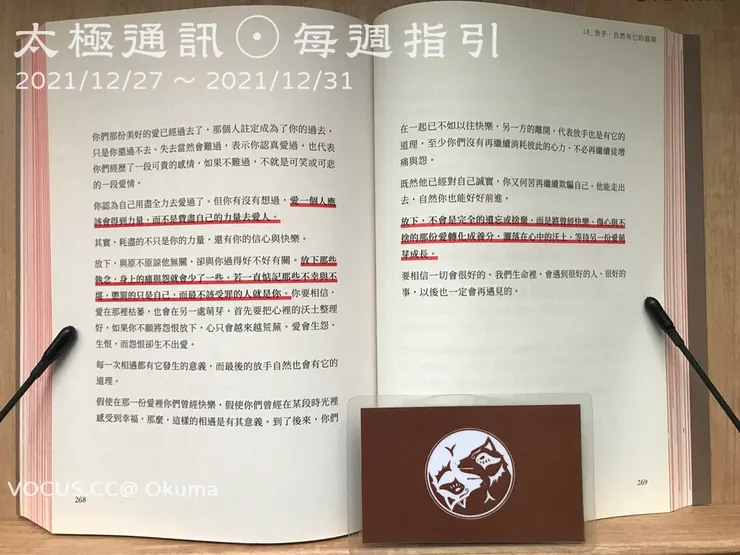 太極通訊⊙每週指引
2021/12/27 ～ 2021/12/31
你們那份美好的愛已經過去了，那個人註定成為了你的過去，
只是你還過不去。失去當然會難過，表示你認真愛過，也代表
你們經歷了一段可貴的感情，如果不難過，不就是可笑或可悲
的一段愛情。
你認為自己用盡全力去愛過了。但你有沒有想過，愛一個人應
該會得到力量，而不是費盡自己的力量去愛人。
其實，耗盡的不只是你的力量，還有你的信心與快樂。
放下，與原不原諒他無關，卻與你過得好不好有關。放下那些
執念，身上的痛與怨就會少了一些。若一直惦記那些不幸與不
堪，懲罰的只是自己，而最不該受罪的人就是你。你要相信，
愛在那裡枯萎，也會在另一處萌芽。首先要把心裡的沃土整理
好，如果你不願將怨恨放下，心只會越來越荒蕪。愛會生怨、
生恨，而怨恨卻生不出愛。
每一次相遇都有它發生的意義，而最後的放手自然也會有它的
道理。
假使在那一份愛裡你們曾經快樂，假使你們曾經在某段時光裡
感受到幸福，那麼，這樣的相遇是有其意義。到了後來，你們
268
18_放手，自然有它的道理
在一起已不如以往快樂，另一方的離開，代表放手也是有它的
道理，至少你們沒有再繼續消耗彼此的心力，不必再繼續徒增
痛與怨。
既然他已經對自己誠實，你又何苦再繼續欺騙自己。他能走出
去，自然你也能好好前進。
放下，不會是完全的遺忘或捨棄，而是將曾經快樂、傷心與不
捨的那份愛轉化成養分，灑落在心中的沃土，等待另一份愛萌
芽成長。
要相信一切會很好的。我們生命裡，會遇到很好的人、很好的
事，以後也一定會再遇見的。
269
VOCUS.CC@ Okuma